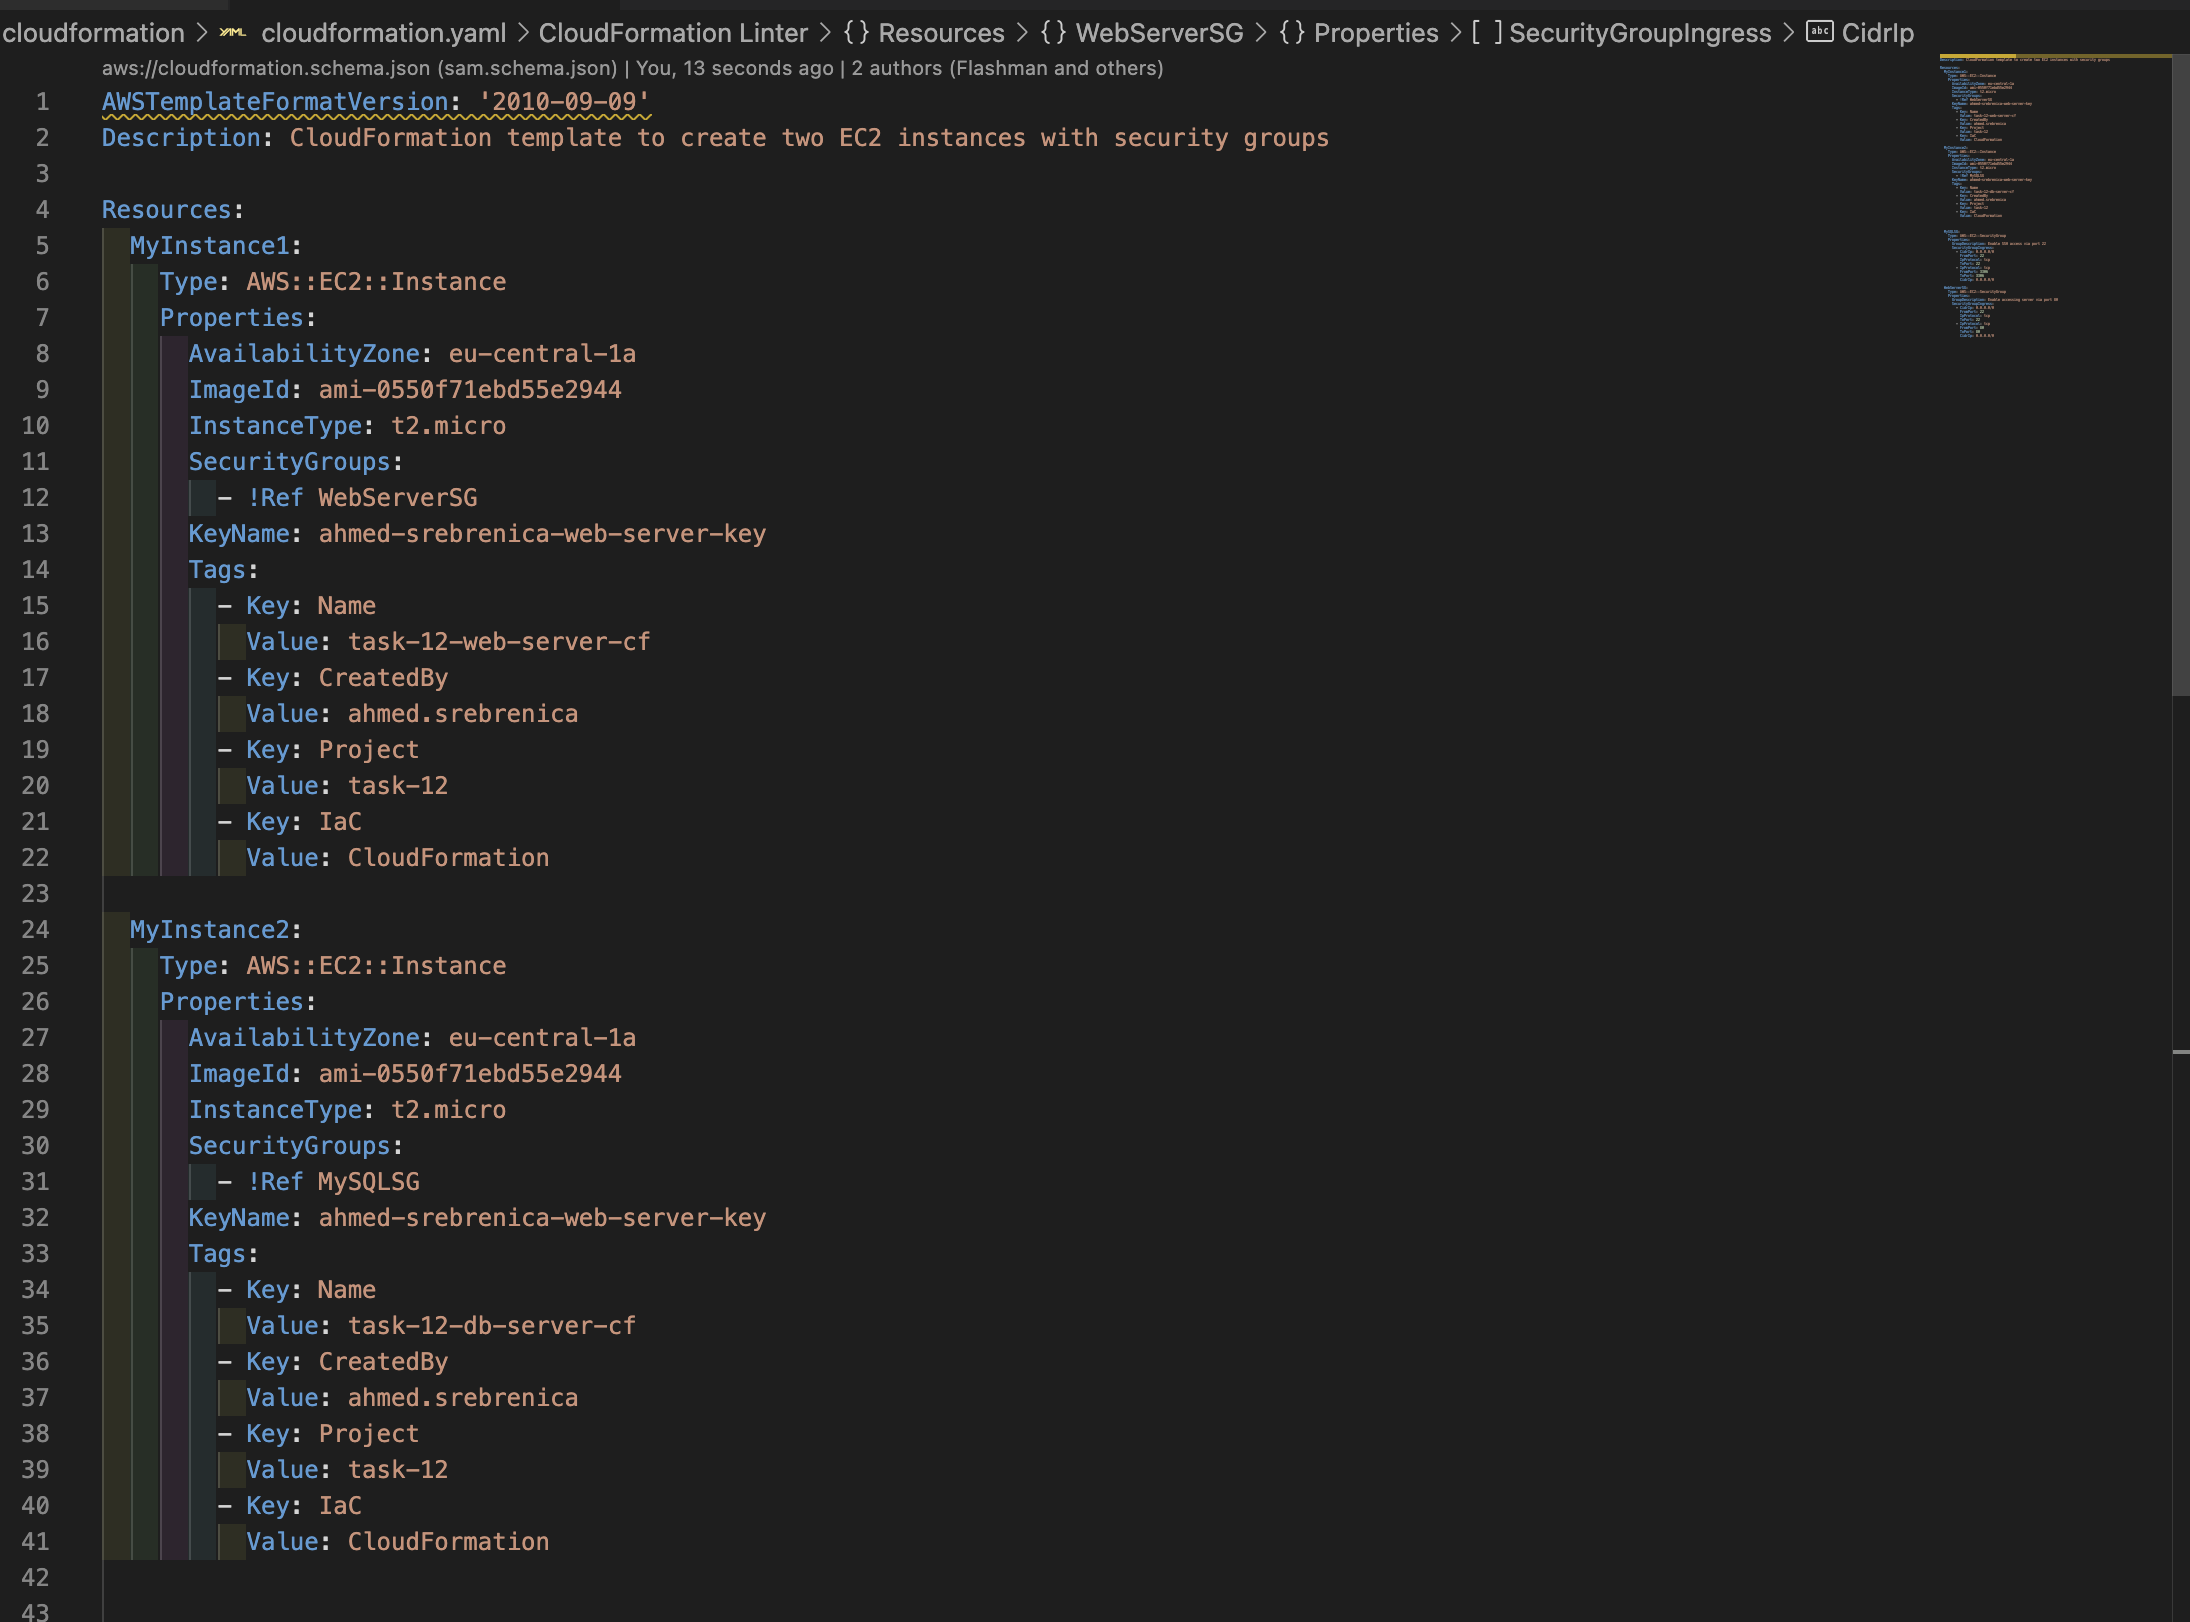 cloudformation > YAML cloudformation.yaml > CloudFormation Linter > {} Resources > {} WebServerSG > {} Properties > [ ] SecurityGroupIngress > abc CidrIp
aws://cloudformation.schema.json (sam.schema.json) | You, 13 seconds ago | 2 authors (Flashman and others)
1 AWSTemplateFormatVersion: '2010-09-09'
2 Description: CloudFormation template to create two EC2 instances with security groups
3
4 Resources:
5   MyInstance1:
6     Type: AWS::EC2::Instance
7     Properties:
8       AvailabilityZone: eu-central-1a
9       ImageId: ami-0550f71ebd55e2944
10       InstanceType: t2.micro
11       SecurityGroups:
12         - !Ref WebServerSG
13       KeyName: ahmed-srebrenica-web-server-key
14       Tags:
15         - Key: Name
16           Value: task-12-web-server-cf
17         - Key: CreatedBy
18           Value: ahmed.srebrenica
19         - Key: Project
20           Value: task-12
21         - Key: IaC
22           Value: CloudFormation
23
24   MyInstance2:
25     Type: AWS::EC2::Instance
26     Properties:
27       AvailabilityZone: eu-central-1a
28       ImageId: ami-0550f71ebd55e2944
29       InstanceType: t2.micro
30       SecurityGroups:
31         - !Ref MySQLSG
32       KeyName: ahmed-srebrenica-web-server-key
33       Tags:
34         - Key: Name
35           Value: task-12-db-server-cf
36         - Key: CreatedBy
37           Value: ahmed.srebrenica
38         - Key: Project
39           Value: task-12
40         - Key: IaC
41           Value: CloudFormation
42
43